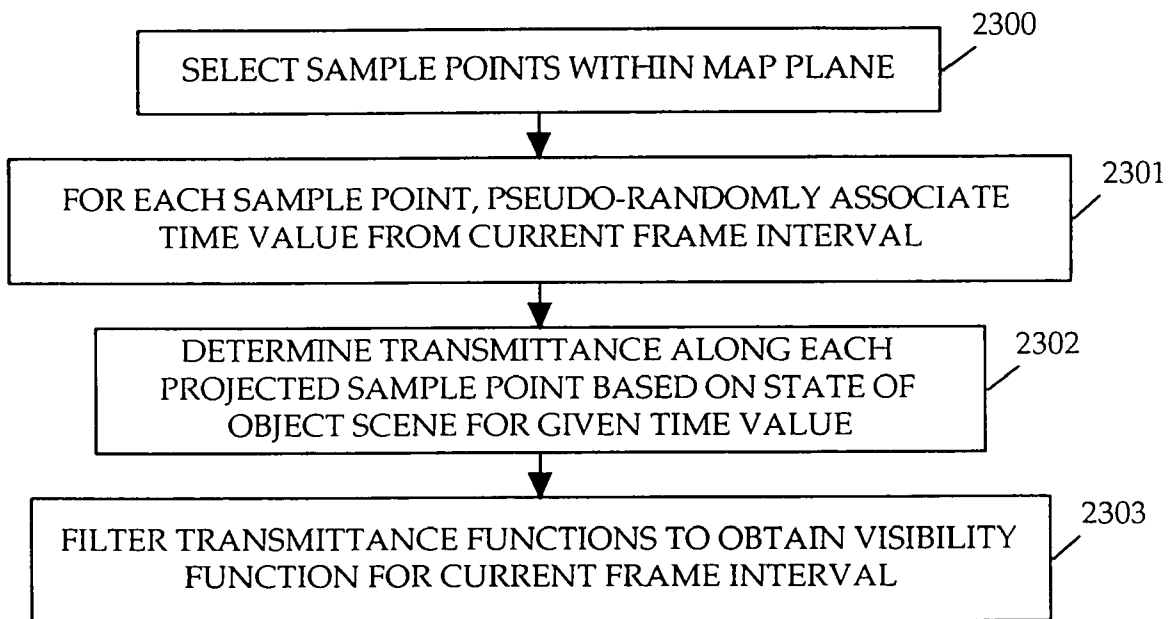 2300
SELECT SAMPLE POINTS WITHIN MAP PLANE
2301
FOR EACH SAMPLE POINT, PSEUDO-RANDOMLY ASSOCIATE
TIME VALUE FROM CURRENT FRAME INTERVAL
2302
DETERMINE TRANSMITTANCE ALONG EACH
PROJECTED SAMPLE POINT BASED ON STATE OF
OBJECT SCENE FOR GIVEN TIME VALUE
2303
FILTER TRANSMITTANCE FUNCTIONS TO OBTAIN VISIBILITY
FUNCTION FOR CURRENT FRAME INTERVAL